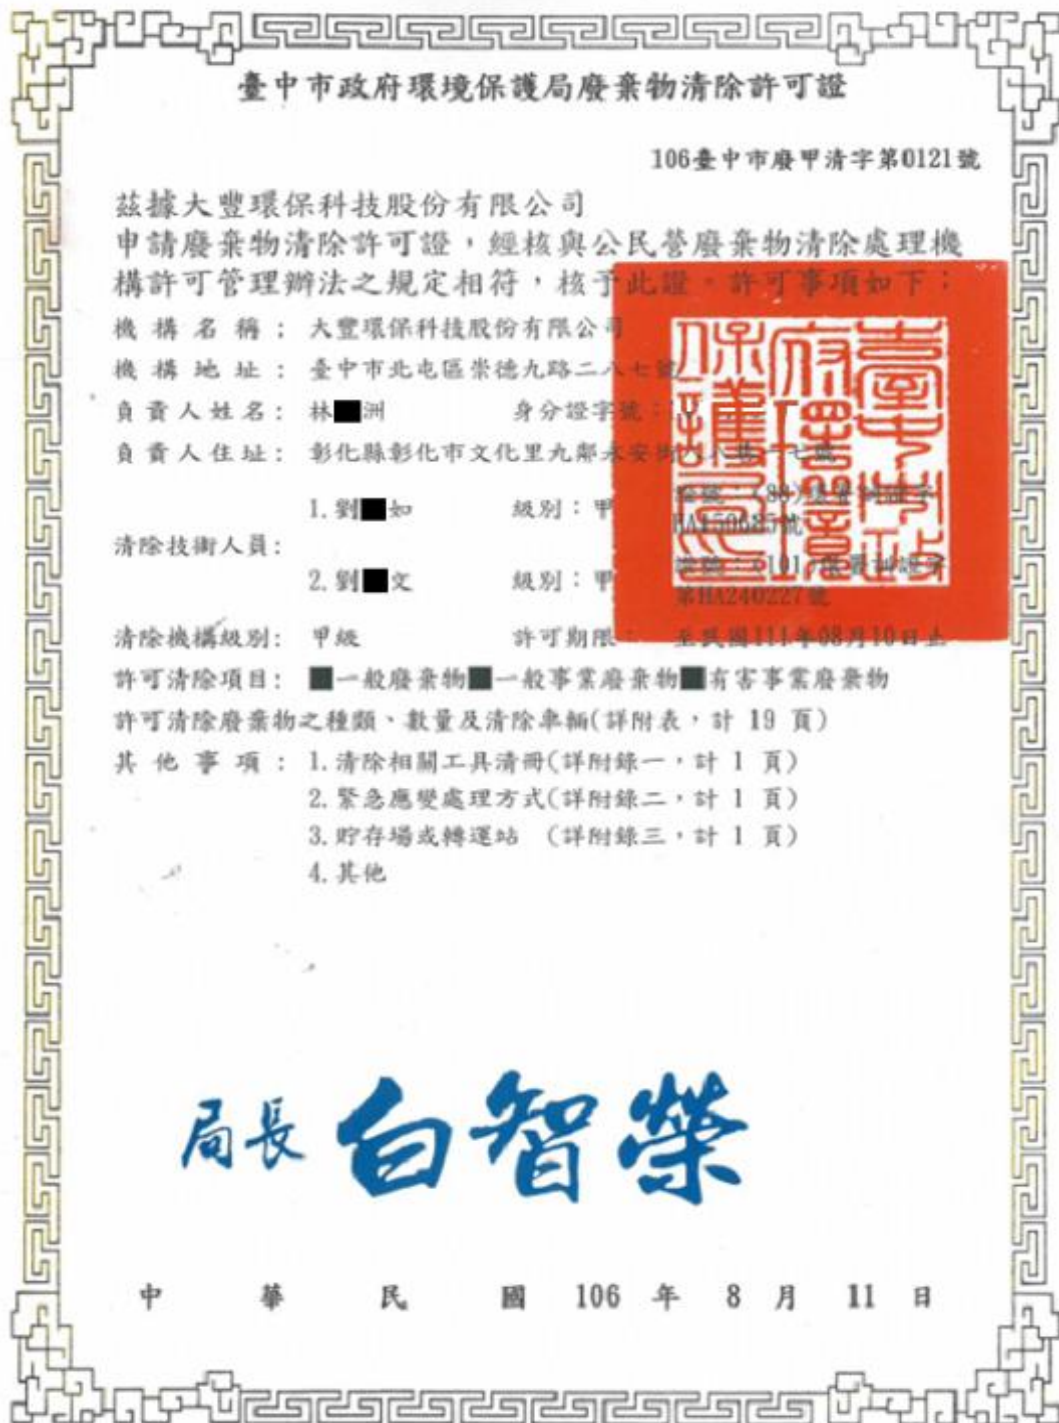 臺中市政府環境保護局廢棄物清除許可證
106臺中市廢甲清字第0121號
茲據大豐環保科技股份有限公司
申請廢棄物清除許可證，經核與公民營廢棄物清除處理機
構許可管理辦法之規定相符，核予此證。許可事項如下：
機構名稱： 大豐環保科技股份有限公司
機構地址： 臺中市北屯區崇德九路二八七號
負責人姓名： 林■洲 身分證字號：
負責人住址： 彰化縣彰化市文化里九鄰永安街
1.劉■如 級別：甲
清除技術人員：
2.劉■文 級別：甲
第HA240227號
清除機構級別： 甲級 許可期限： 至民國111年08月10日止
許可清除項目： ■一般廢棄物■一般事業廢棄物■有害事業廢棄物
許可清除廢棄物之種類、數量及清除車輛(詳附表，計 19 頁)
其他事項： 1.清除相關工具清冊(詳附錄一，計 1 頁)
2.緊急應變處理方式(詳附錄二，計 1 頁)
3.貯存場或轉運站 (詳附錄三，計 1 頁)
4.其他
局長 白智榮
中華民國 106 年 8 月 11 日